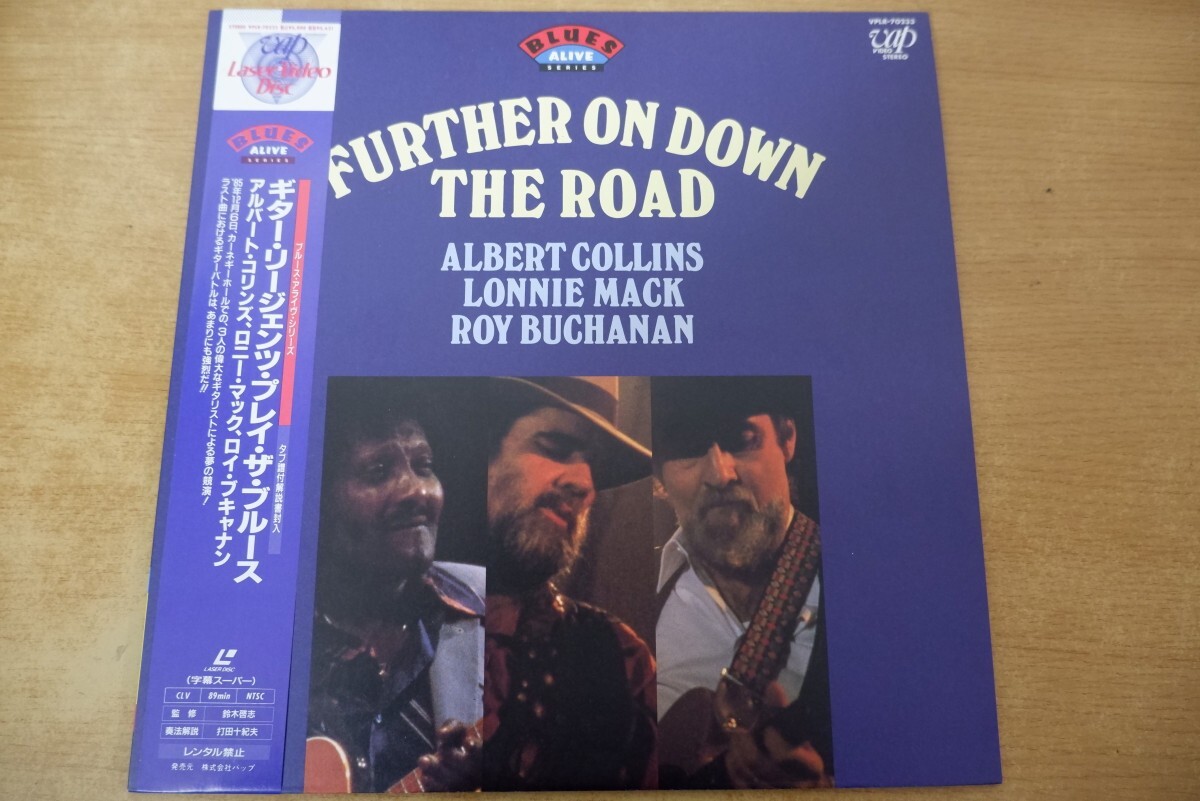 vap
Laser Video
Disc
BLUES
ALIVE
SERIES
ブルース・アライヴ・シリーズ
タブ譜付解説書封入
ギター・リージェンツ・プレイ・ザ・ブルース
アルバート・コリンズ、ロニー・マック、ロイ・ブキャナン
'85年12月6日、カーネギーホールでの、3人の偉大なギタリストによる夢の競演!
ラスト曲におけるギターバトルは、あまりにも強烈だ!!
LASER DISC
(字幕スーパー)
CLV 89min NTSC
監修 鈴木啓志
奏法解説 打田十紀夫
レンタル禁止
発売元 株式会社バップ
BLUES
ALIVE
SERIES
VPLR-70233
vap
VIDEO
STEREO
FURTHER ON DOWN
THE ROAD
ALBERT COLLINS
LONNIE MACK
ROY BUCHANAN